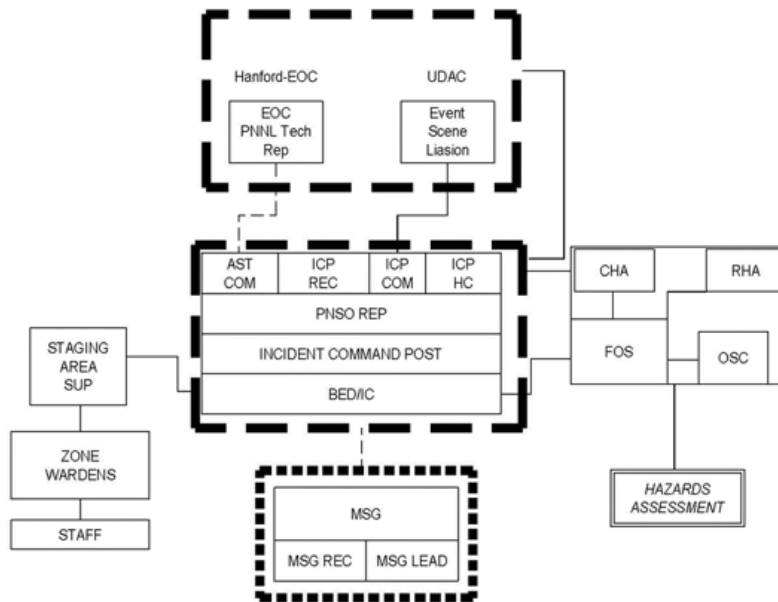 Hanford-EOC
UDAC
EOC
PNNL Tech
Rep
Event
Scene
Liasion
AST
COM
ICP
REC
ICP
COM
ICP
HC
PNSO REP
INCIDENT COMMAND POST
BED/IC
STAGING
AREA
SUP
ZONE
WARDENS
STAFF
CHA
RHA
FOS
OSC
HAZARDS
ASSESSMENT
MSG
MSG REC
MSG LEAD